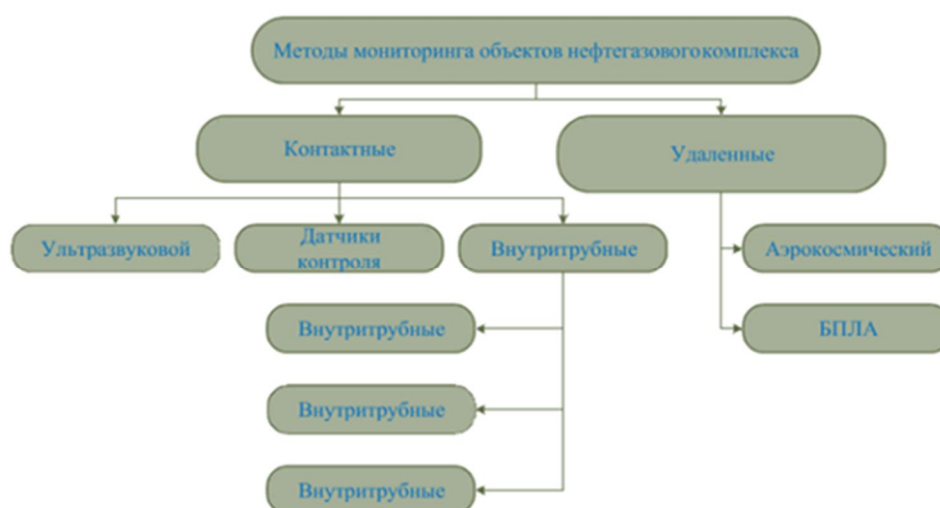 Методы мониторинга объектов нефтегазового комплекса
Контактные
Удаленные
Ультразвуковой
Датчики
контроля
Внутритрубные
Аэрокосмический
Внутритрубные
БПЛА
Внутритрубные
Внутритрубные